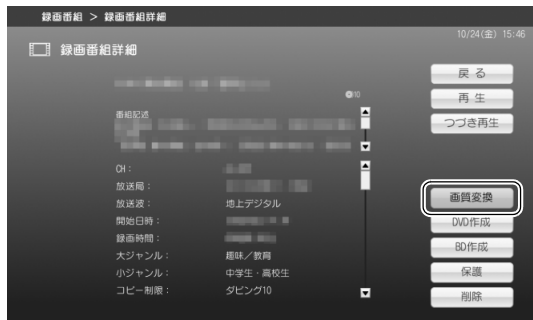 録画番組 > 録画番組詳細
10/24(金) 15:46
録画番組詳細
戻る
10
再生
番組記述
つづき再生
CH：
放送局：
放送波： 地上デジタル
画質変換
開始日時：
DVD作成
録画時間：
BD作成
大ジャンル： 趣味／教育
小ジャンル： 中学生・高校生
保護
コピー制限： ダビング10
削除